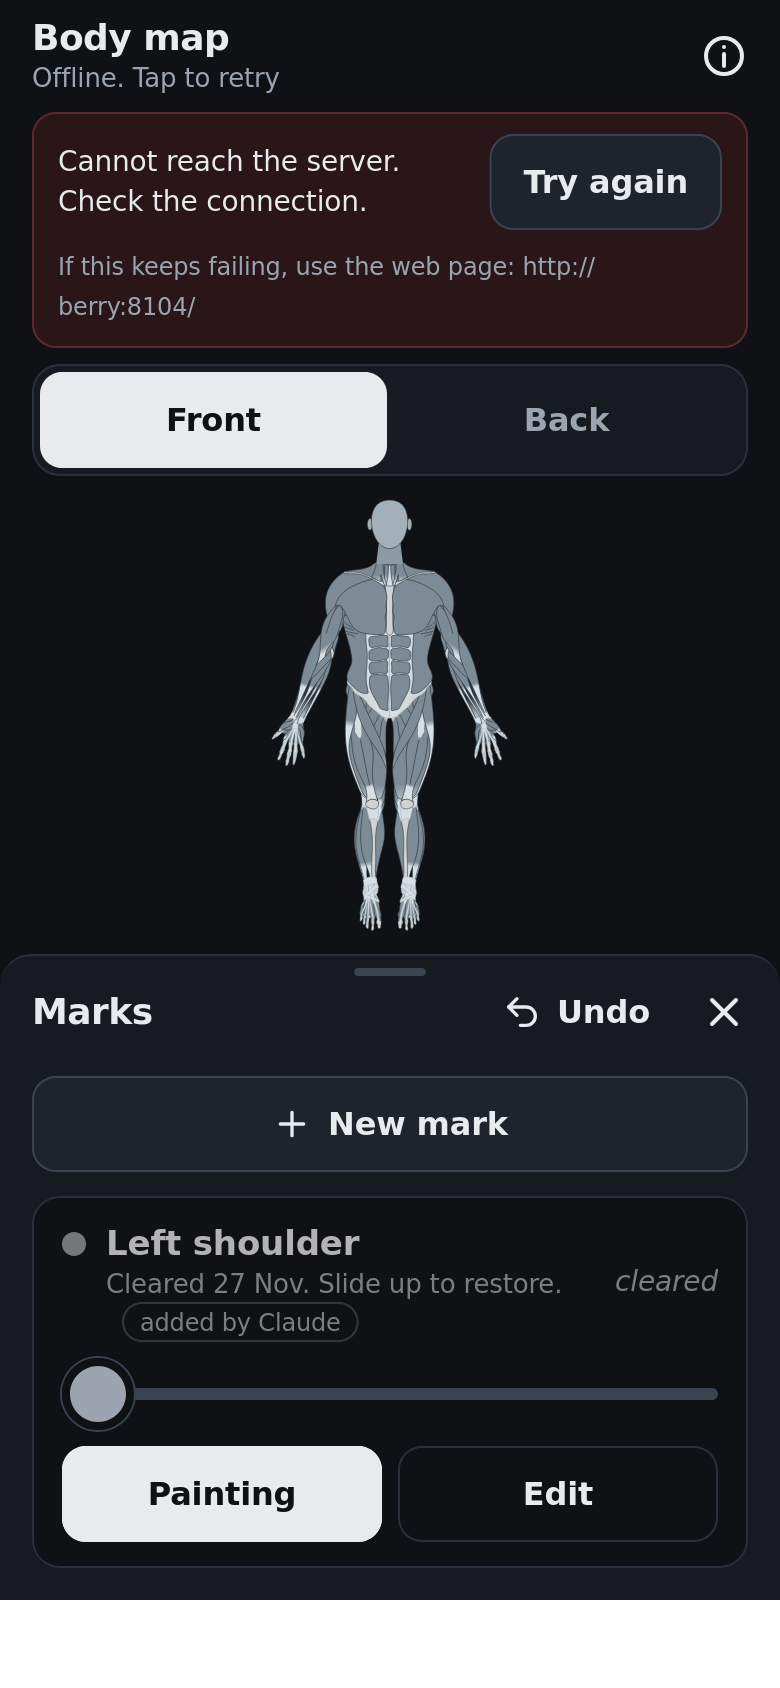 Body map
Offline. Tap to retry
Cannot reach the server.
Check the connection.
Try again
If this keeps failing, use the web page: http://
berry:8104/
Front
Back
Marks
Undo
New mark
Left shoulder
Cleared 27 Nov. Slide up to restore.
cleared
added by Claude
Painting
Edit